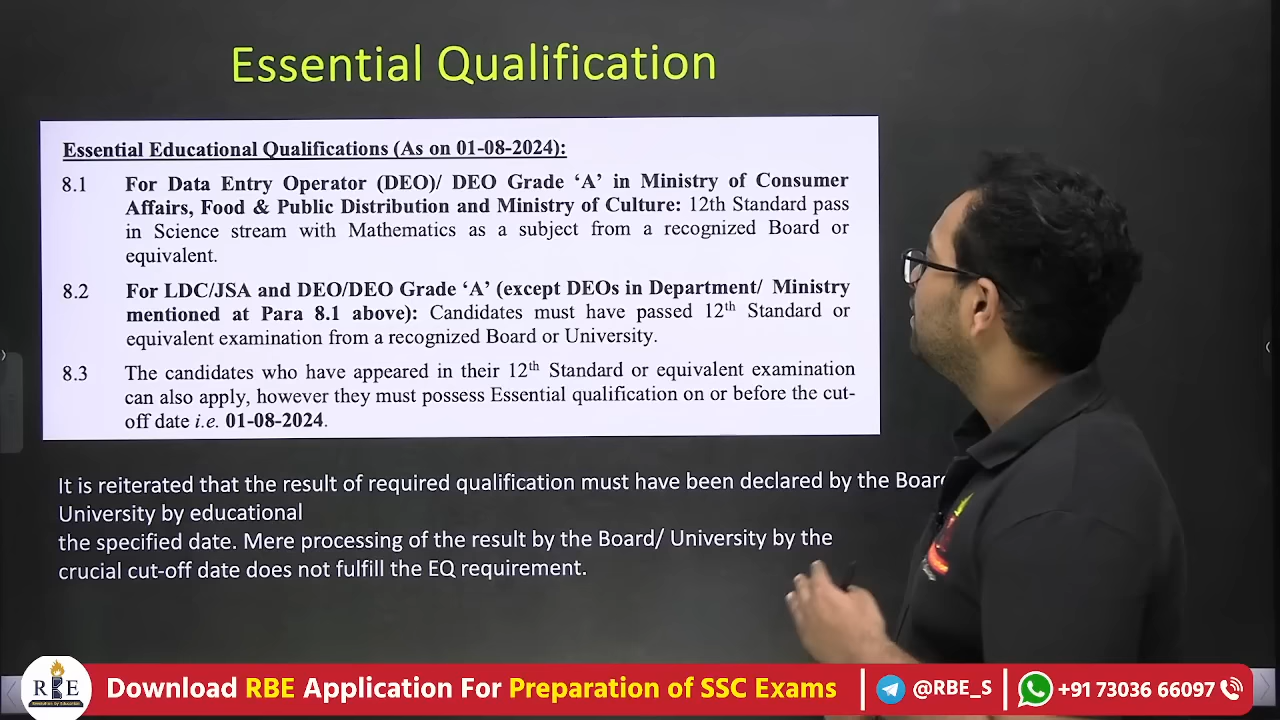 Essential Qualification
Essential Educational Qualifications (As on 01-08-2024):
8.1 For Data Entry Operator (DEO)/ DEO Grade ‘A’ in Ministry of Consumer
Affairs, Food & Public Distribution and Ministry of Culture: 12th Standard pass
in Science stream with Mathematics as a subject from a recognized Board or
equivalent.
8.2 For LDC/JSA and DEO/DEO Grade ‘A’ (except DEOs in Department/ Ministry
mentioned at Para 8.1 above): Candidates must have passed 12th Standard or
equivalent examination from a recognized Board or University.
8.3 The candidates who have appeared in their 12th Standard or equivalent examination
can also apply, however they must possess Essential qualification on or before the cut-
off date i.e. 01-08-2024.
It is reiterated that the result of required qualification must have been declared by the
University by educational
the specified date. Mere processing of the result by the Board/ University by the
crucial cut-off date does not fulfill the EQ requirement.
RBE
Revolution By Education
Download RBE Application For Preparation of SSC Exams
@RBE_S
+91 73036 66097